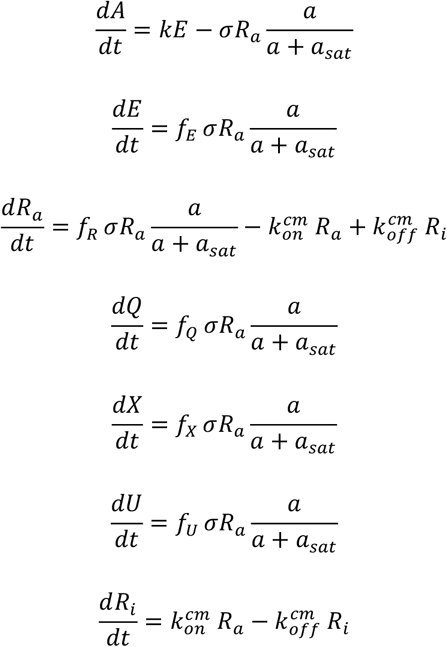 dA/dt = kE − σR_a a/(a + a_sat)
dE/dt = f_E σR_a a/(a + a_sat)
dR_a/dt = f_R σR_a a/(a + a_sat) − k_on^cm R_a + k_off^cm R_i
dQ/dt = f_Q σR_a a/(a + a_sat)
dX/dt = f_X σR_a a/(a + a_sat)
dU/dt = f_U σR_a a/(a + a_sat)
dR_i/dt = k_on^cm R_a − k_off^cm R_i